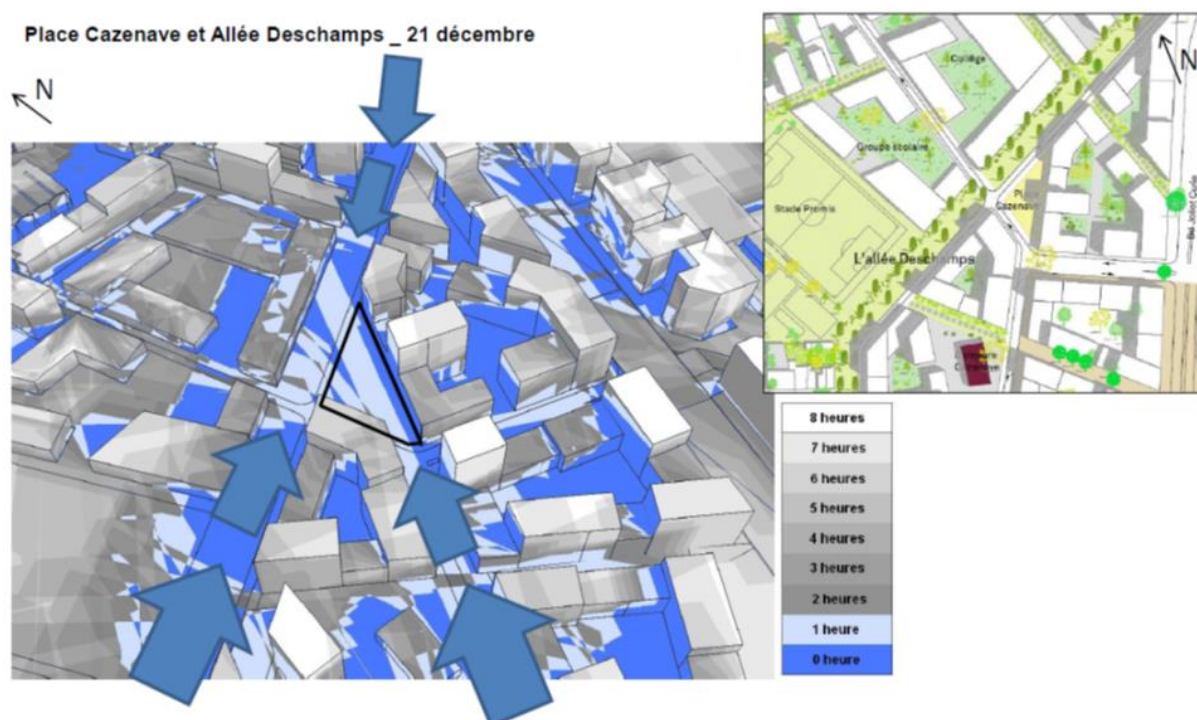 Place Cazenave et Allée Deschamps _ 21 décembre
N
N
Collège
Groupe scolaire
Stade Promis
Cazenave
L'allée Deschamps
8 heures
7 heures
6 heures
5 heures
4 heures
3 heures
2 heures
1 heure
0 heure